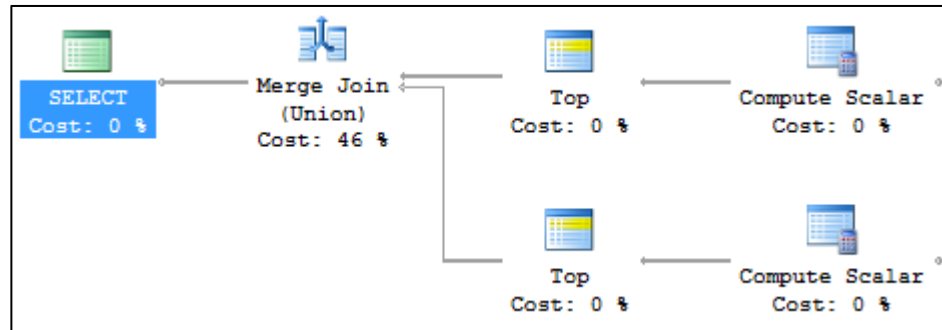 SELECT
Cost: 0 %
Merge Join
(Union)
Cost: 46 %
Top
Cost: 0 %
Compute Scalar
Cost: 0 %
Top
Cost: 0 %
Compute Scalar
Cost: 0 %